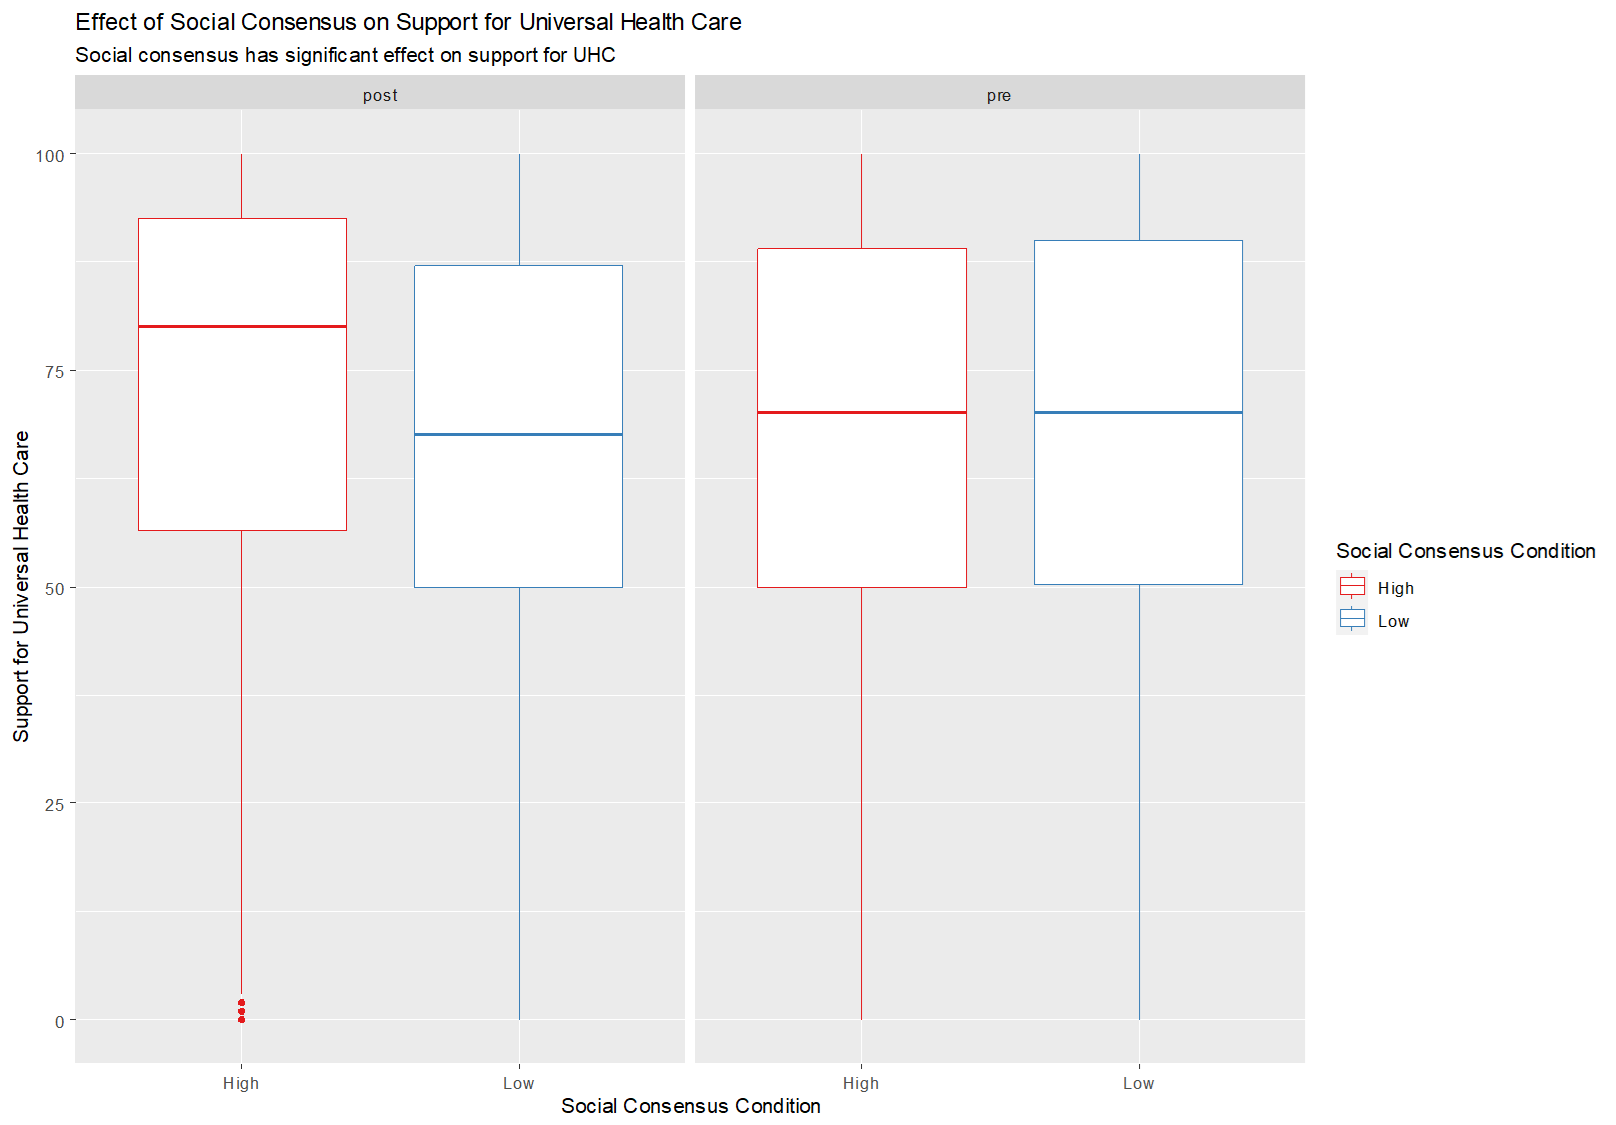 Effect of Social Consensus on Support for Universal Health Care
Social consensus has significant effect on support for UHC
post
pre
Support for Universal Health Care
100
75
50
25
0
High
Low
High
Low
Social Consensus Condition
Social Consensus Condition
High
Low